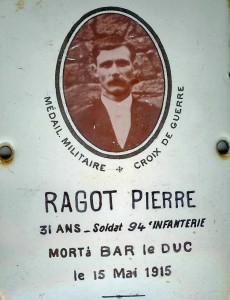 MÉDAIL. MILITAIRE + CROIX DE GUERRE
RAGOT PIERRE
31 ANS - Soldat 94e INFANTERIE
MORT à BAR le DUC
le 15 Mai 1915